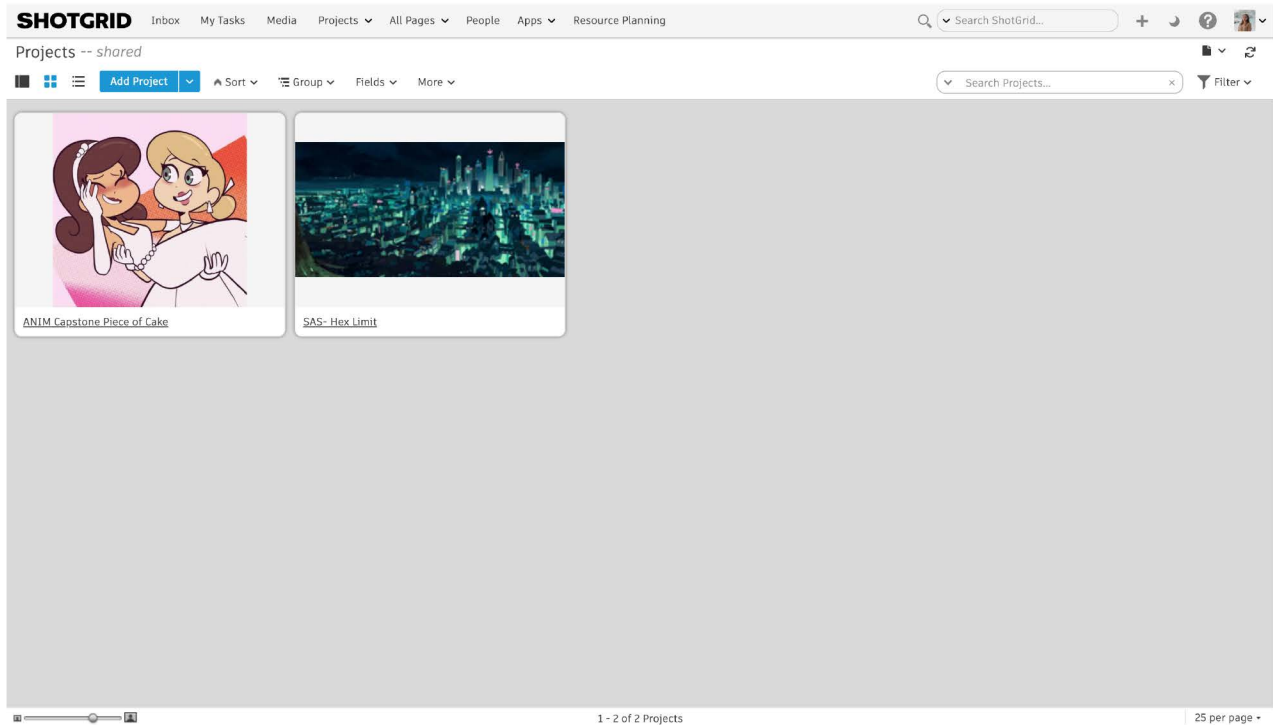 SHOTGRID Inbox My Tasks Media Projects All Pages People Apps Resource Planning Search ShotGrid...
Projects -- shared
Add Project Sort Group Fields More Search Projects... Filter
ANIM Capstone Piece of Cake SAS- Hex Limit
1 - 2 of 2 Projects 25 per page